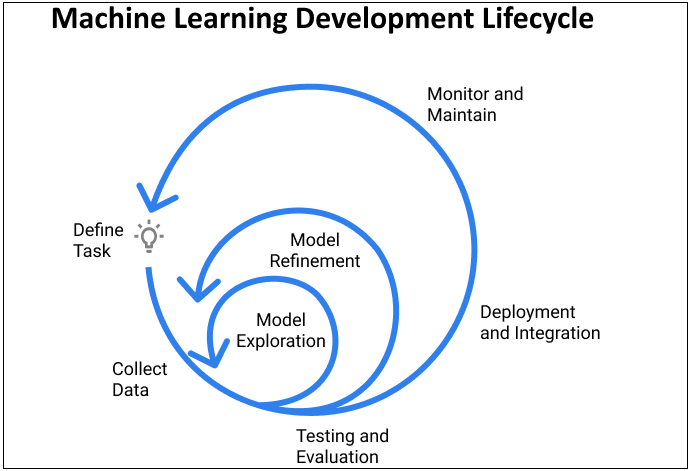 Machine Learning Development Lifecycle
Monitor and
Maintain
Define
Task
Model
Refinement
Model
Exploration
Deployment
and Integration
Collect
Data
Testing and
Evaluation